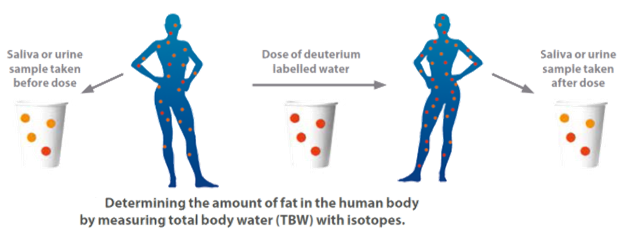 Saliva or urine
sample taken
before dose
Dose of deuterium
labelled water
Saliva or urine
sample taken
after dose
Determining the amount of fat in the human body
by measuring total body water (TBW) with isotopes.